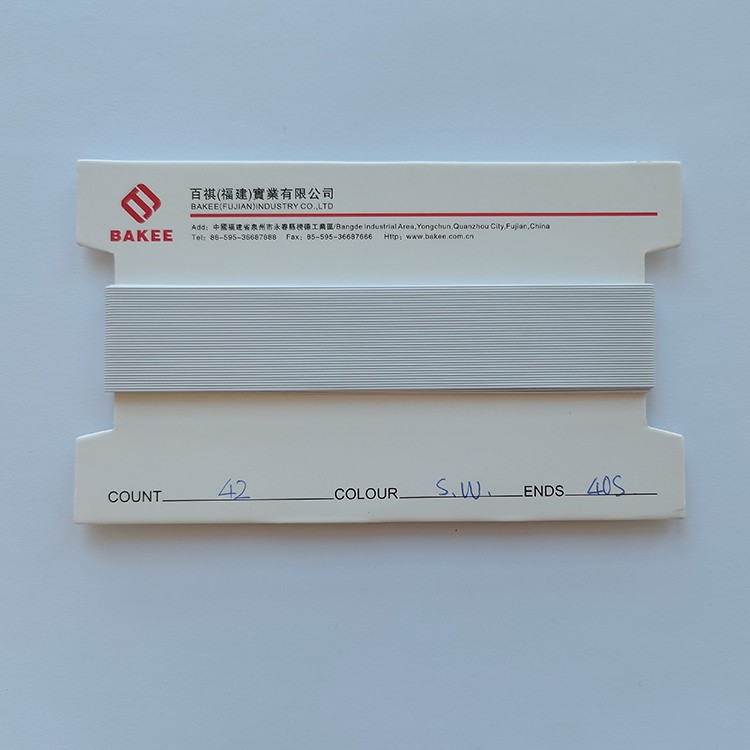 百祺(福建)實業有限公司
BAKEE(FUJIAN)INDUSTRY CO.,LTD
BAKEE
Add: 中國福建省泉州市永春縣榜德工業區/Bangde Industrial Area,Yongchun,Quanzhou City,Fujian,China
Tel: 86-595-36687888 Fax: 85-595-36687666 Http: www.bakee.com.cn
COUNT 42 COLOUR S.W. ENDS 40S